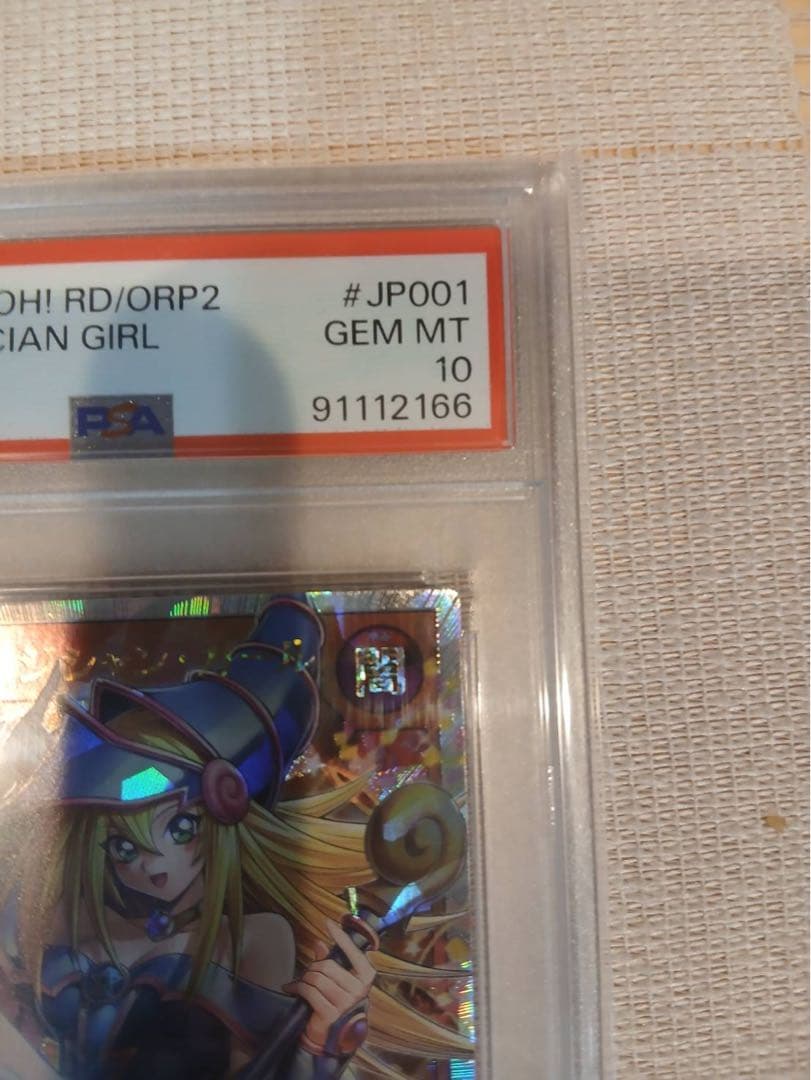 OH! RD/ORP2 #JP001
CIAN GIRL GEM MT
10
PSA 91112166
闇